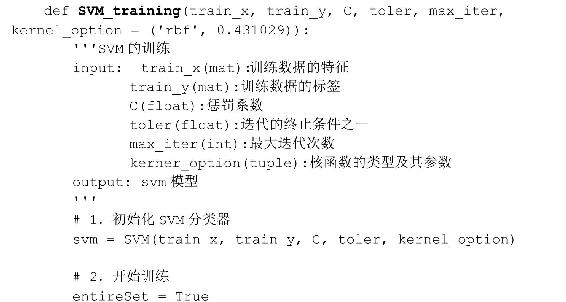 def SVM_training(train_x, train_y, C, toler, max_iter,
kernel_option = ('rbf', 0.431029)):
'''SVM的训练
input: train_x(mat):训练数据的特征
train_y(mat):训练数据的标签
C(float):惩罚系数
toler(float):迭代的终止条件之一
max_iter(int):最大迭代次数
kerner_option(tuple):核函数的类型及其参数
output: svm模型
'''
# 1. 初始化SVM分类器
svm = SVM(train_x, train_y, C, toler, kernel_option)
# 2. 开始训练
entireSet = True